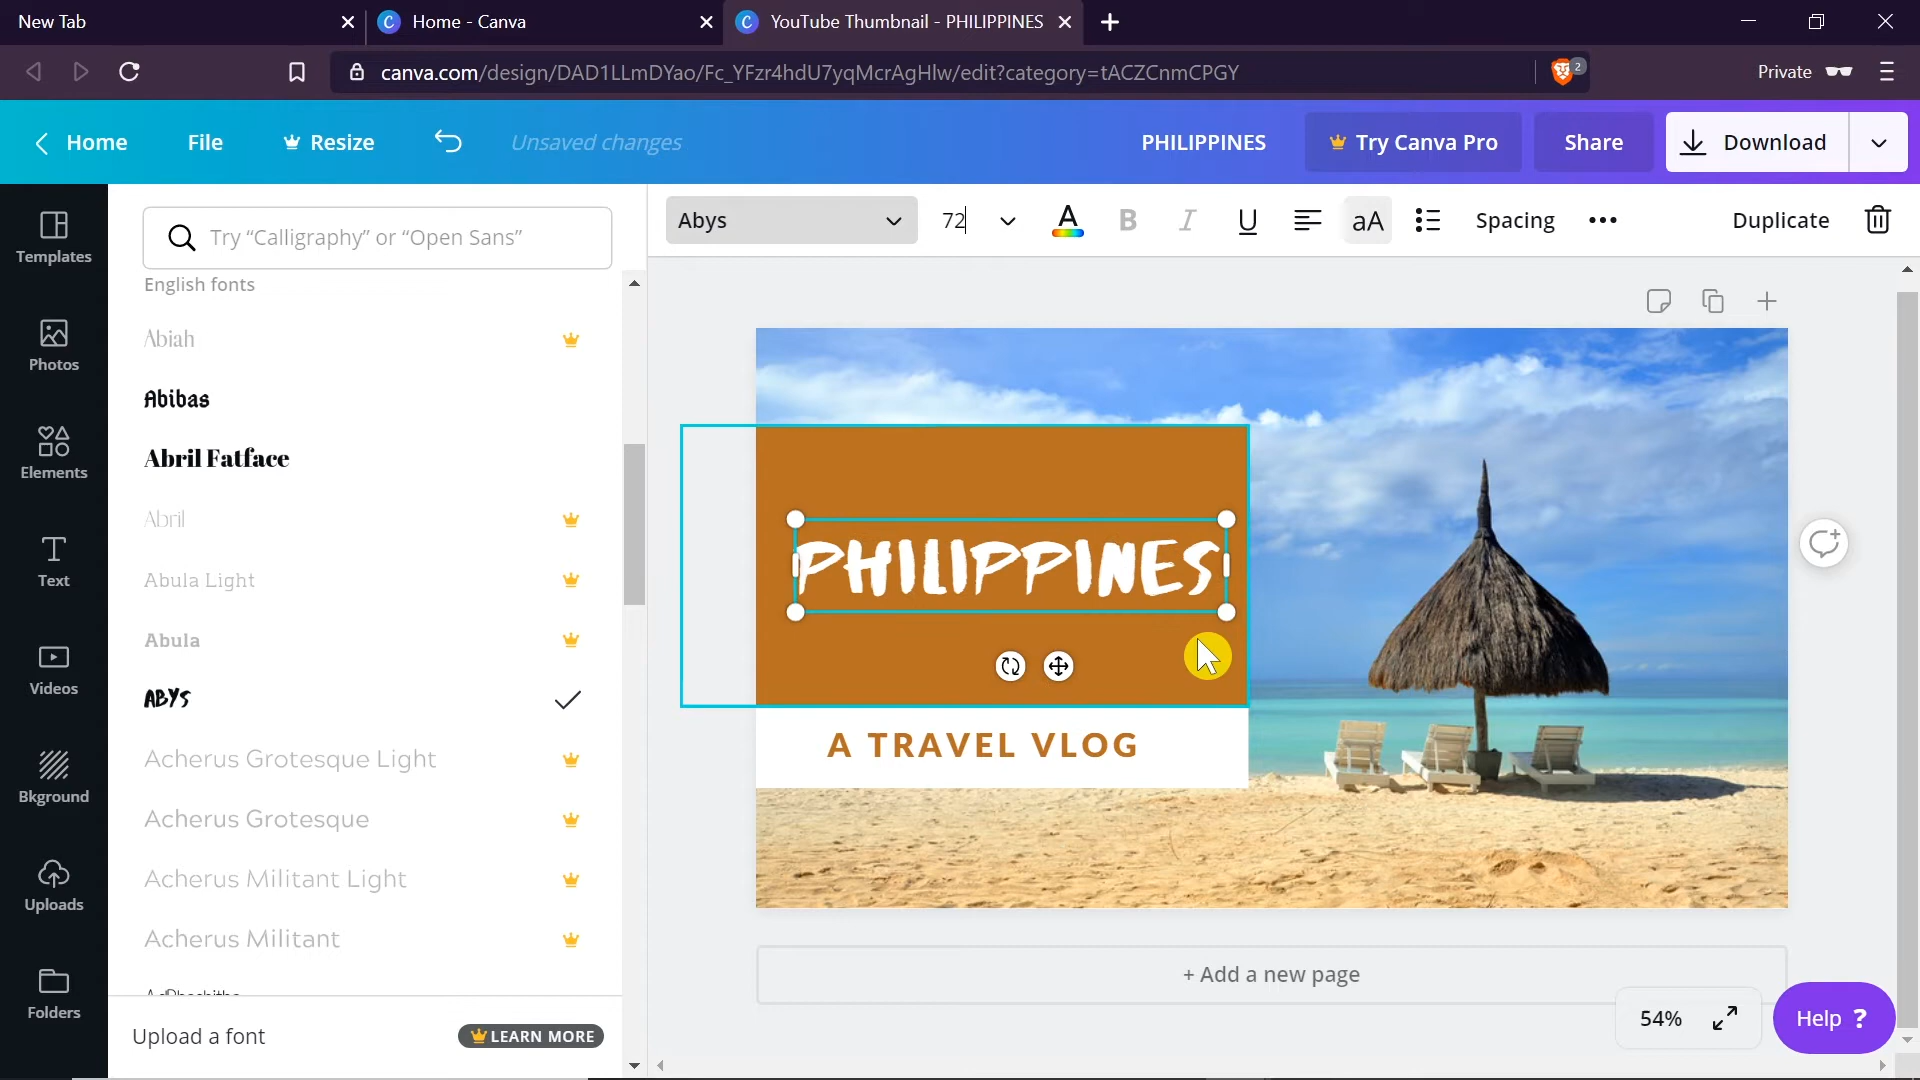 New Tab
Home - Canva
YouTube Thumbnail - PHILIPPINES
canva.com/design/DAD1LLmDYao/Fc_YFzr4hdU7yqMcrAgHlw/edit?category=tACZCnmCPGY
2
Private
Home
File
Resize
Unsaved changes
PHILIPPINES
Try Canva Pro
Share
Download
Templates
Photos
Elements
Text
Videos
Bkground
Uploads
Folders
Try “Calligraphy” or “Open Sans”
English fonts
Abiah
Abibas
Abril Fatface
Abril
Abula Light
Abula
ABYS
Acherus Grotesque Light
Acherus Grotesque
Acherus Militant Light
Acherus Militant
Upload a font
LEARN MORE
Abys
72
A
B
I
U
aA
Spacing
Duplicate
PHILIPPINES
A TRAVEL VLOG
+ Add a new page
54%
Help ?